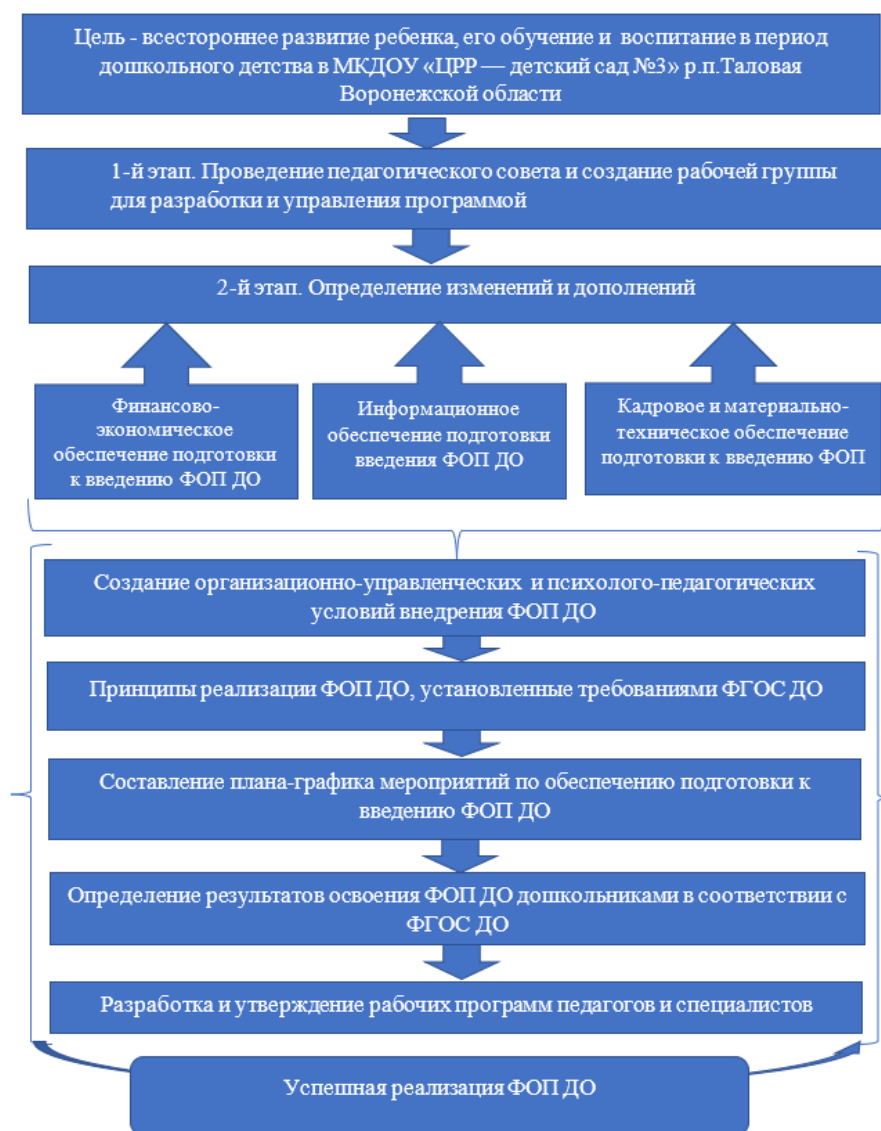 Цель - всестороннее развитие ребенка, его обучение и воспитание в период
дошкольного детства в МКДОУ «ЦРР — детский сад №3» р.п.Таловая
Воронежской области
1-й этап. Проведение педагогического совета и создание рабочей группы
для разработки и управления программой
2-й этап. Определение изменений и дополнений
Финансово-
экономическое
обеспечение подготовки
к введению ФОП ДО
Информационное
обеспечение подготовки
введения ФОП ДО
Кадровое и материально-
техническое обеспечение
подготовки к введению ФОП
Создание организационно-управленческих и психолого-педагогических
условий внедрения ФОП ДО
Принципы реализации ФОП ДО, установленные требованиями ФГОС ДО
Составление плана-графика мероприятий по обеспечению подготовки к
введению ФОП ДО
Определение результатов освоения ФОП ДО дошкольниками в соответствии с
ФГОС ДО
Разработка и утверждение рабочих программ педагогов и специалистов
Успешная реализация ФОП ДО